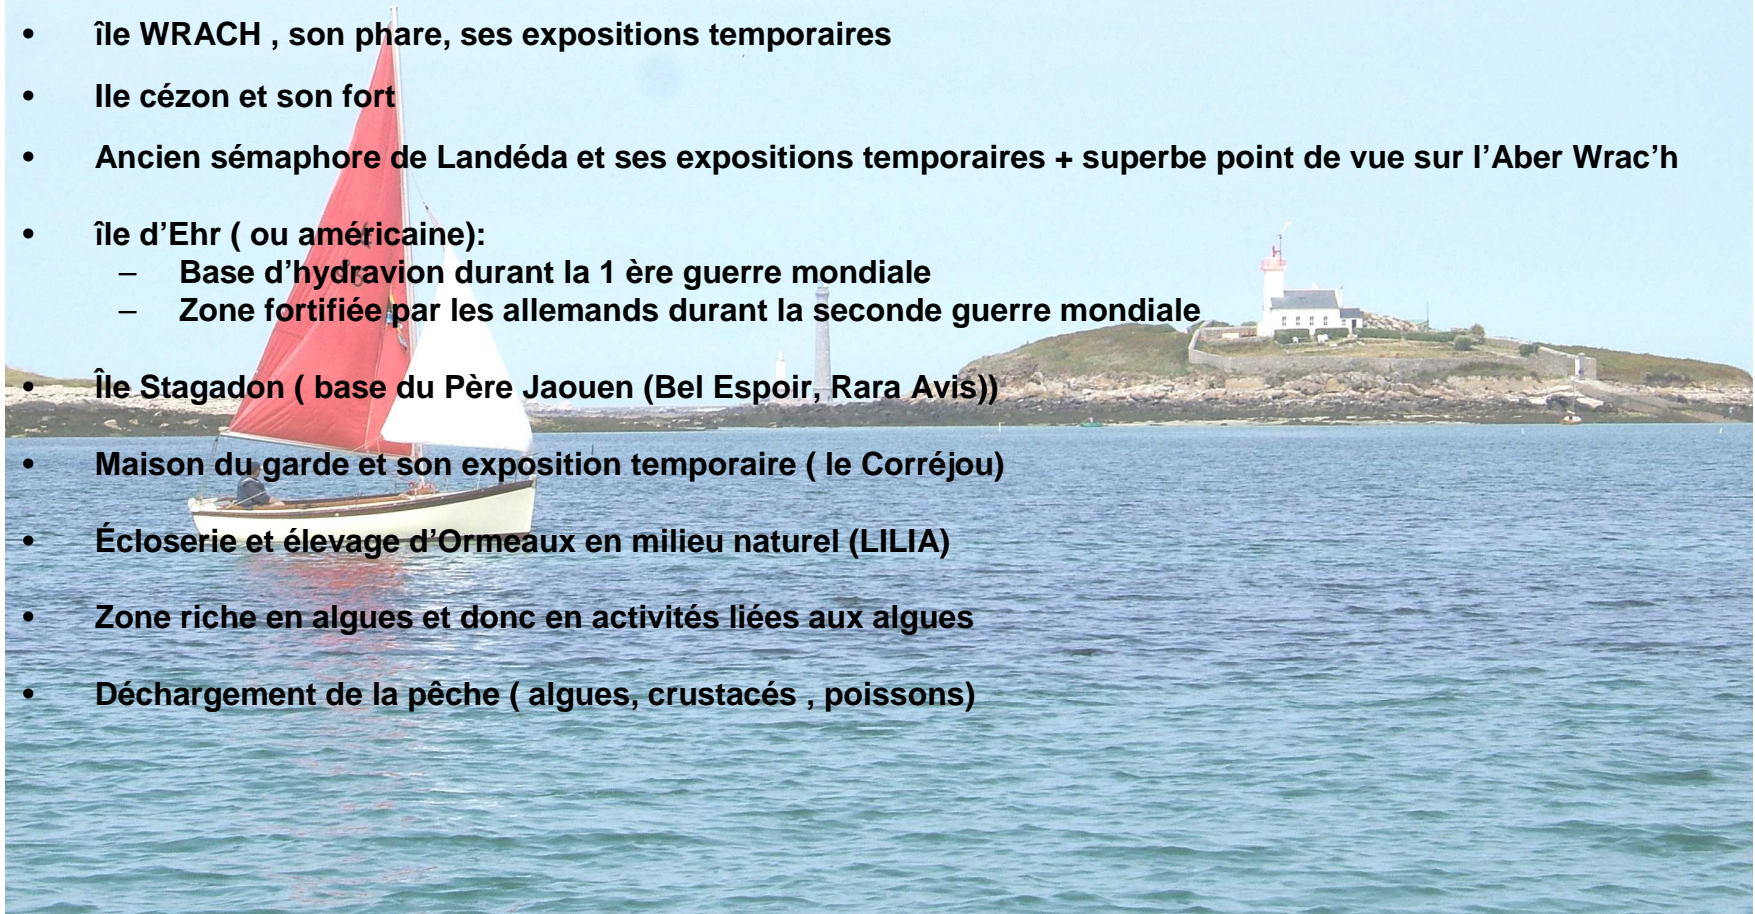 • île WRACH , son phare, ses expositions temporaires
• Ile cézon et son fort
• Ancien sémaphore de Landéda et ses expositions temporaires + superbe point de vue sur l’Aber Wrac’h
• île d’Ehr ( ou américaine):
– Base d’hydravion durant la 1 ère guerre mondiale
– Zone fortifiée par les allemands durant la seconde guerre mondiale
• Île Stagadon ( base du Père Jaouen (Bel Espoir, Rara Avis))
• Maison du garde et son exposition temporaire ( le Corréjou)
• Écloserie et élevage d’Ormeaux en milieu naturel (LILIA)
• Zone riche en algues et donc en activités liées aux algues
• Déchargement de la pêche ( algues, crustacés , poissons)